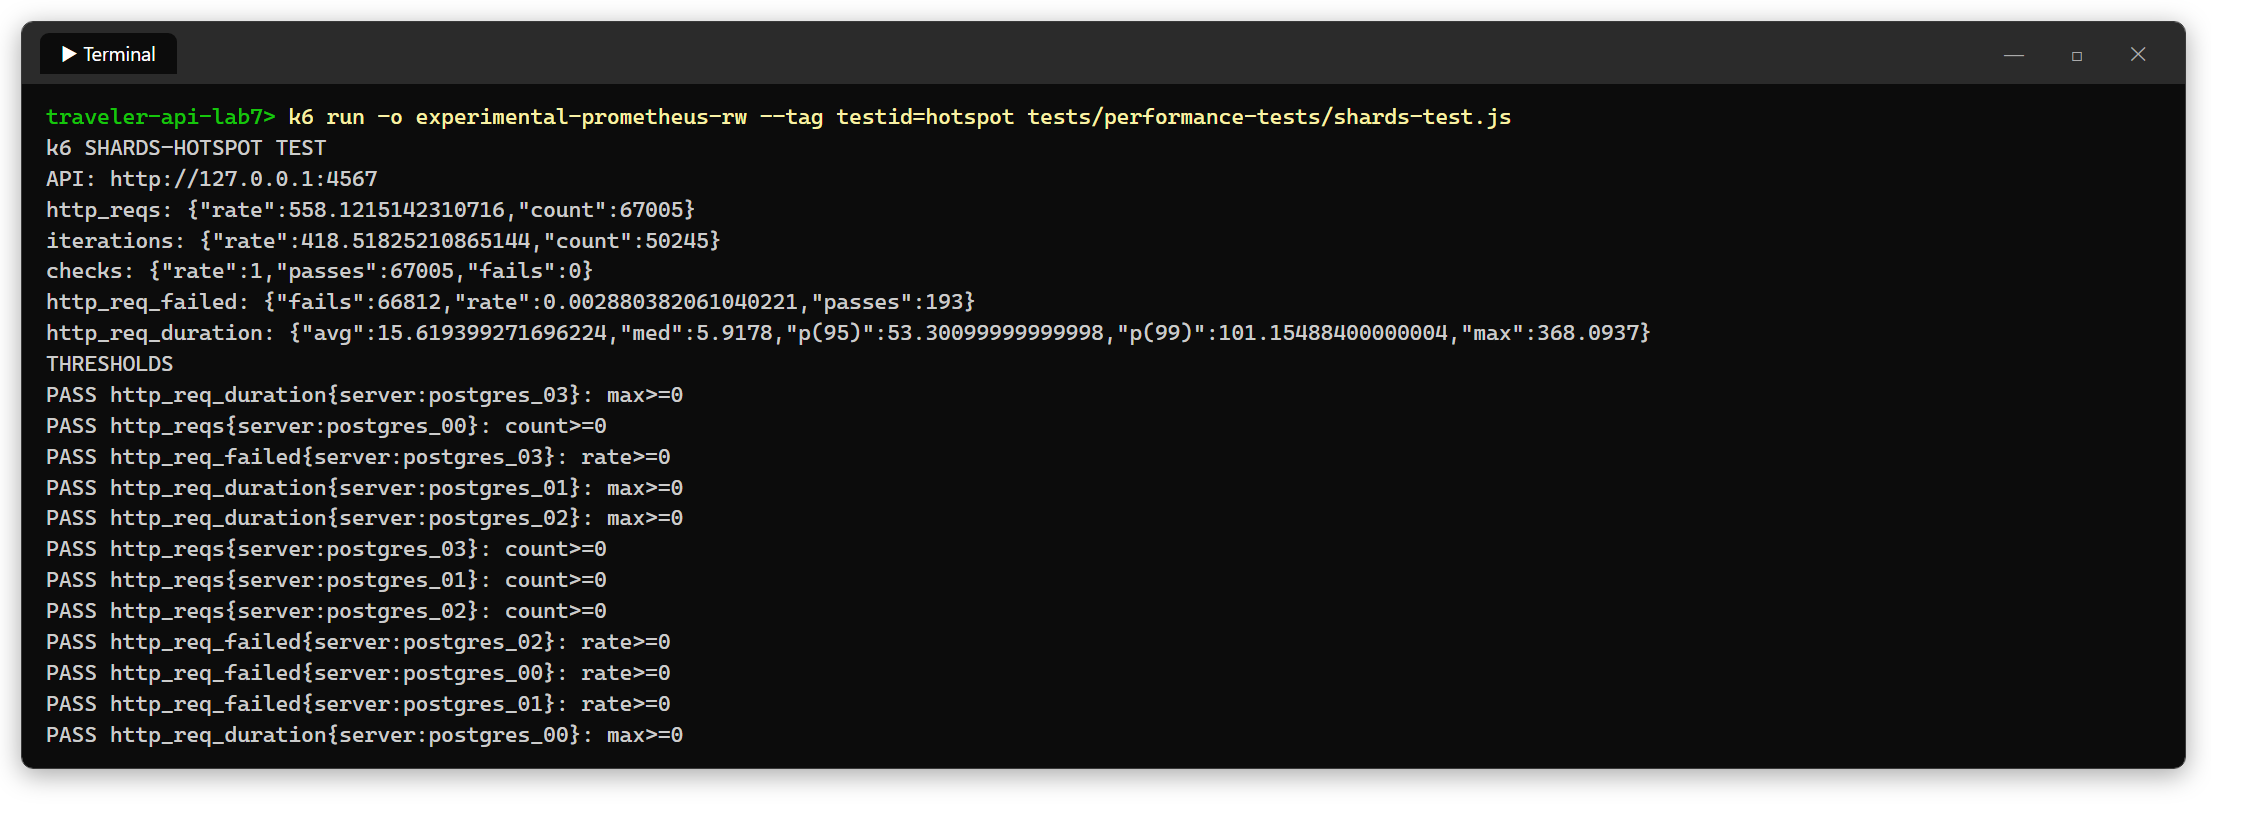 ▶ Terminal
traveler-api-lab7> k6 run -o experimental-prometheus-rw --tag testid=hotspot tests/performance-tests/shards-test.js
k6 SHARDS-HOTSPOT TEST
API: http://127.0.0.1:4567
http_reqs: {"rate":558.1215142310716,"count":67005}
iterations: {"rate":418.51825210865144,"count":50245}
checks: {"rate":1,"passes":67005,"fails":0}
http_req_failed: {"fails":66812,"rate":0.002880382061040221,"passes":193}
http_req_duration: {"avg":15.619399271696224,"med":5.9178,"p(95)":53.30099999999998,"p(99)":101.15488400000004,"max":368.0937}
THRESHOLDS
PASS http_req_duration{server:postgres_03}: max>=0
PASS http_reqs{server:postgres_00}: count>=0
PASS http_req_failed{server:postgres_03}: rate>=0
PASS http_req_duration{server:postgres_01}: max>=0
PASS http_req_duration{server:postgres_02}: max>=0
PASS http_reqs{server:postgres_03}: count>=0
PASS http_reqs{server:postgres_01}: count>=0
PASS http_reqs{server:postgres_02}: count>=0
PASS http_req_failed{server:postgres_02}: rate>=0
PASS http_req_failed{server:postgres_00}: rate>=0
PASS http_req_failed{server:postgres_01}: rate>=0
PASS http_req_duration{server:postgres_00}: max>=0